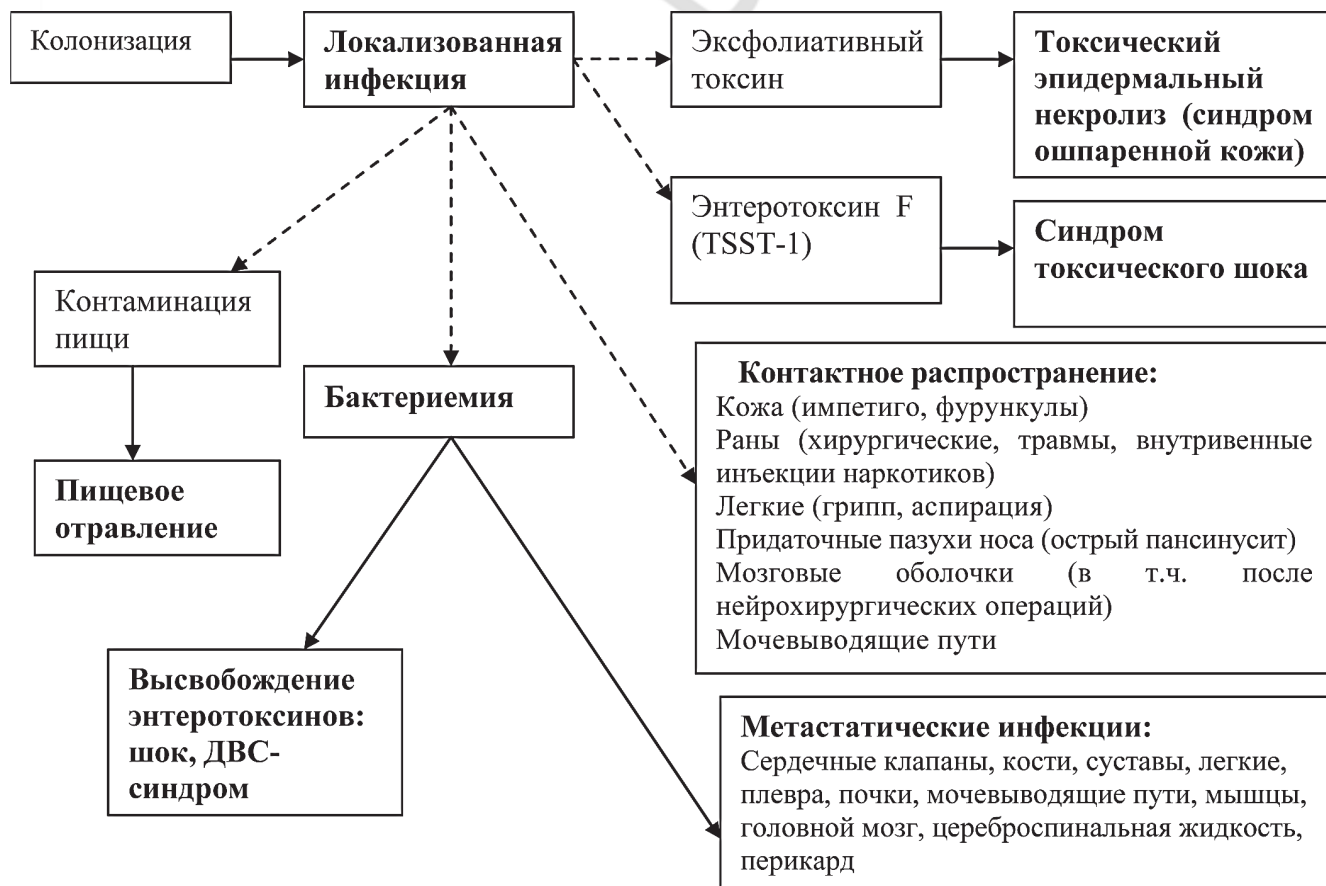 Колонизация
Локализованная
инфекция
Эксфолиативный
токсин
Токсический
эпидермальный
некролиз (синдром
ошпаренной кожи)
Энтеротоксин F
(TSST-1)
Синдром
токсического шока
Контаминация
пищи
Бактериемия
Пищевое
отравление
Контактное распространение:
Кожа (импетиго, фурункулы)
Раны (хирургические, травмы, внутривенные
инъекции наркотиков)
Легкие (грипп, аспирация)
Придаточные пазухи носа (острый пансинусит)
Мозговые оболочки (в т.ч. после
нейрохирургических операций)
Мочевыводящие пути
Высвобождение
энтеротоксинов:
шок, ДВС-
синдром
Метастатические инфекции:
Сердечные клапаны, кости, суставы, легкие,
плевра, почки, мочевыводящие пути, мышцы,
головной мозг, цереброспинальная жидкость,
перикард